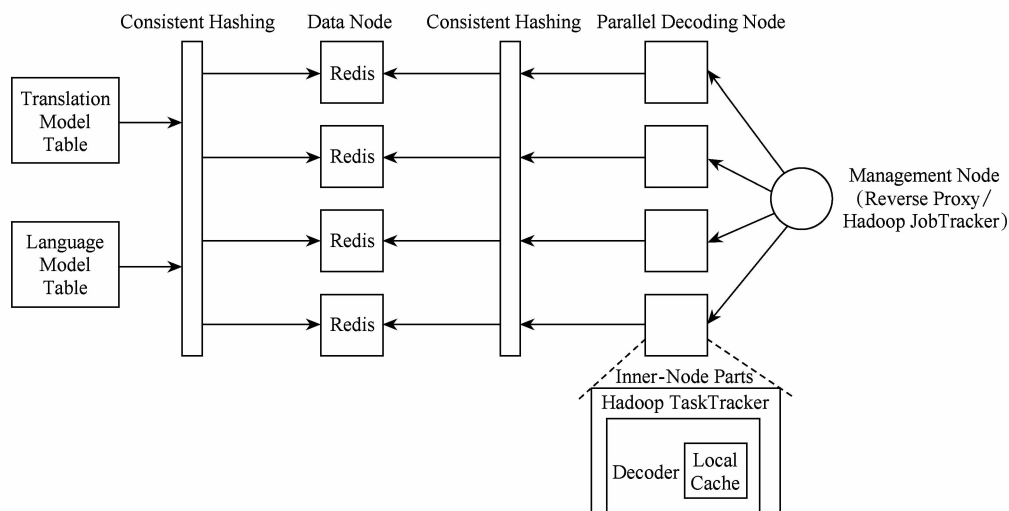 Consistent Hashing
Data Node
Consistent Hashing
Parallel Decoding Node
Translation
Model
Table
Language
Model
Table
Redis
Redis
Redis
Redis
Management Node
(Reverse Proxy/
Hadoop JobTracker)
Inner-Node Parts
Hadoop TaskTracker
Decoder
Local
Cache